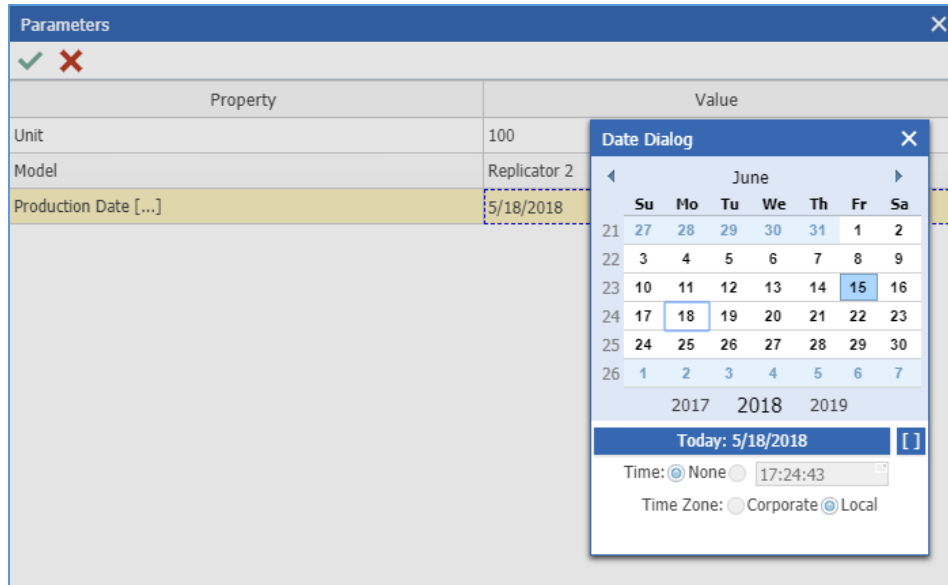 Parameters
Property Value
Unit 100
Model Replicator 2
Production Date [...] 5/18/2018
Date Dialog
June
Su Mo Tu We Th Fr Sa
21 27 28 29 30 31 1 2
22 3 4 5 6 7 8 9
23 10 11 12 13 14 15 16
24 17 18 19 20 21 22 23
25 24 25 26 27 28 29 30
26 1 2 3 4 5 6 7
2017 2018 2019
Today: 5/18/2018 [ ]
Time: None 17:24:43
Time Zone: Corporate Local